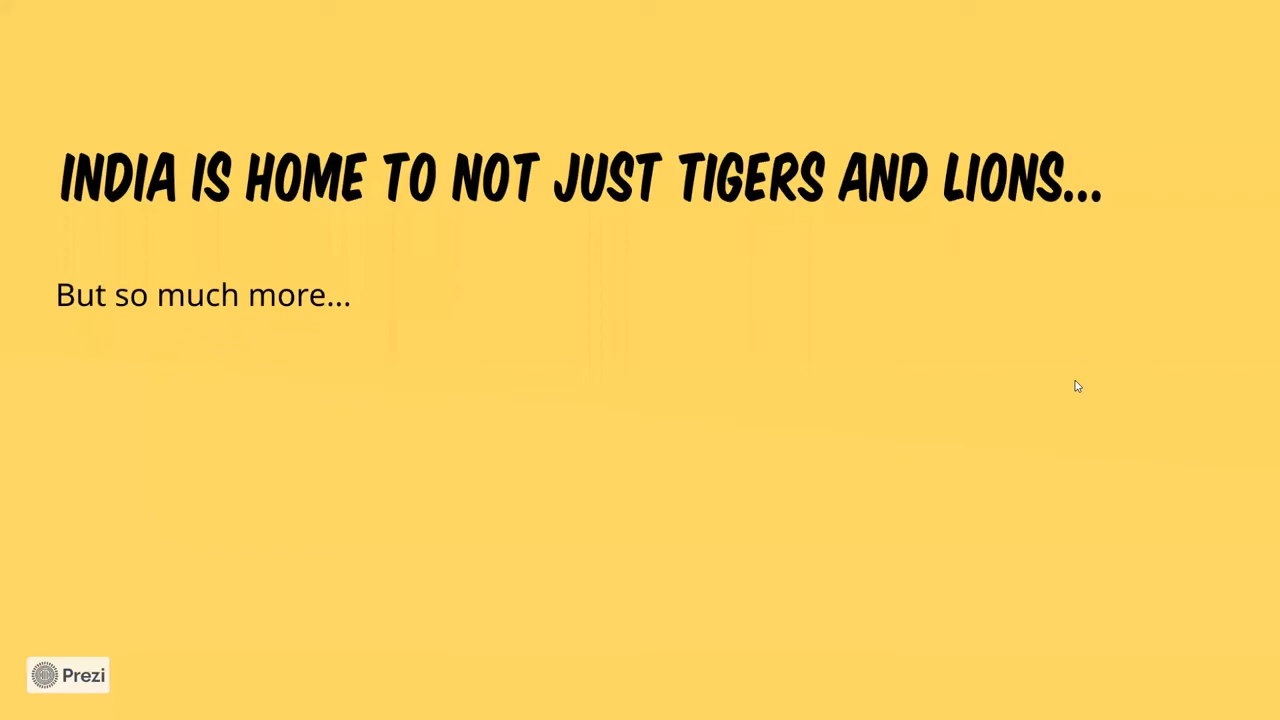 INDIA IS HOME TO NOT JUST TIGERS AND LIONS...
But so much more...
Prezi